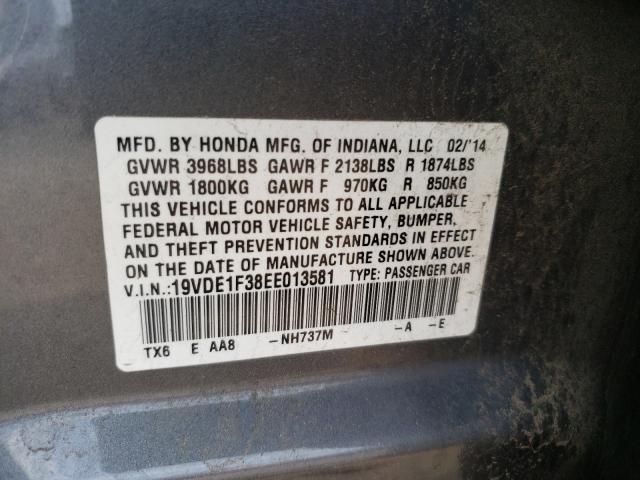 MFD. BY HONDA MFG. OF INDIANA, LLC 02/'14
GVWR 3968LBS GAWR F 2138LBS R 1874LBS
GVWR 1800KG GAWR F 970KG R 850KG
THIS VEHICLE CONFORMS TO ALL APPLICABLE
FEDERAL MOTOR VEHICLE SAFETY, BUMPER,
AND THEFT PREVENTION STANDARDS IN EFFECT
ON THE DATE OF MANUFACTURE SHOWN ABOVE.
V.I.N.:19VDE1F38EE013581 TYPE: PASSENGER CAR
TX6 E AA8 -NH737M -A -E